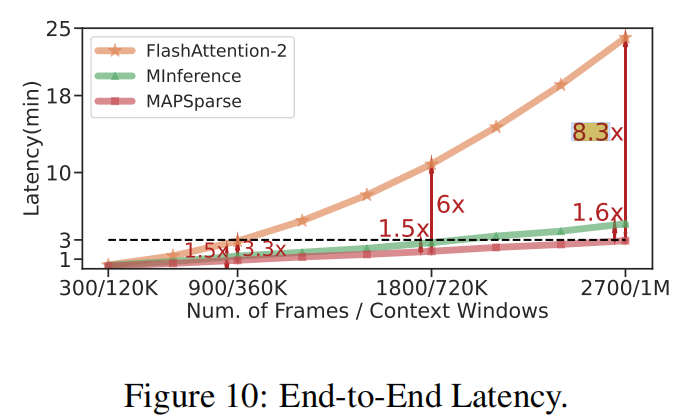 25
18
10
3
1
Latency(min)
FlashAttention-2
MInference
MAPSparse
8.3x
6x
1.5x
1.6x
1.5x
3.3x
300/120K 900/360K 1800/720K 2700/1M
Num. of Frames / Context Windows
Figure 10: End-to-End Latency.